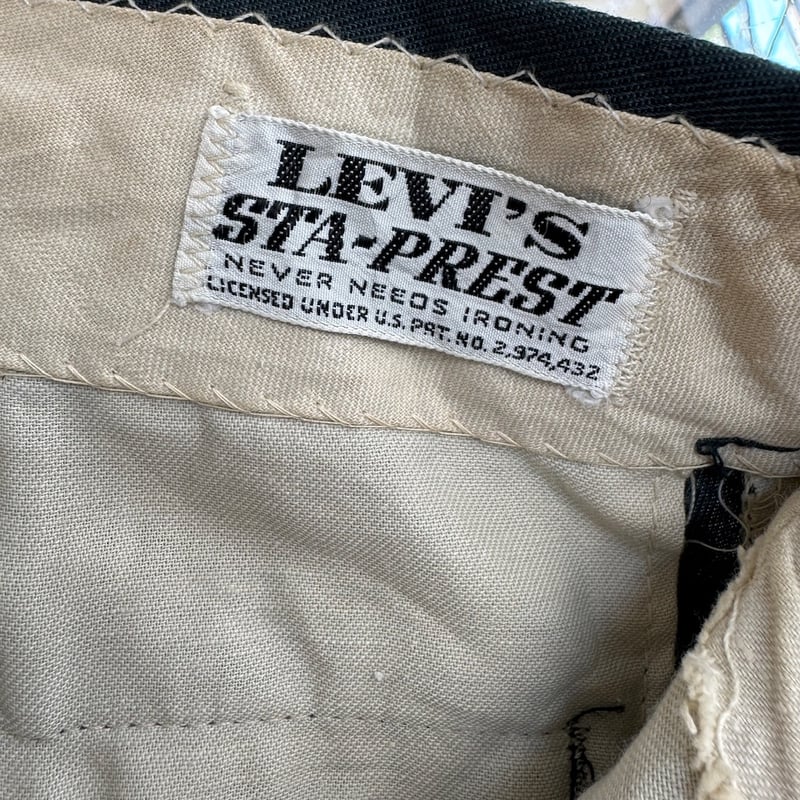 LEVI'S
STA-PREST
NEVER NEEDS IRONING
LICENSED UNDER U.S. PAT. NO. 2,974,432